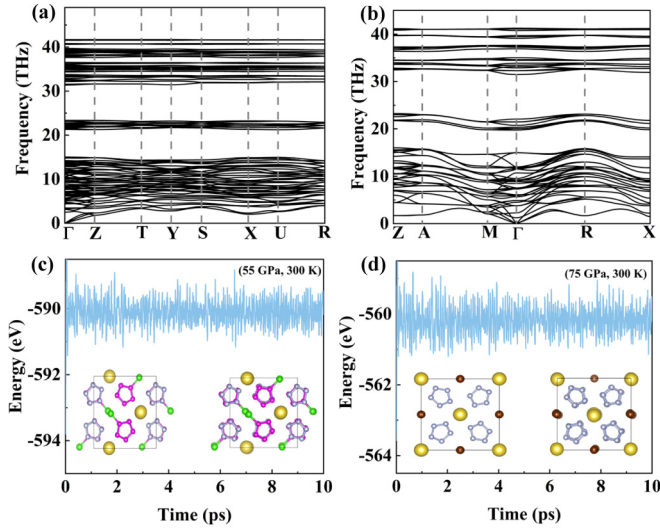 (a)
Frequency (THz)
40
30
20
10
0
Γ Z T Y S X U R
(b)
Frequency (THz)
40
30
20
10
0
Z A M Γ R X
(c)
(55 GPa, 300 K)
Energy (eV)
-590
-592
-594
0 2 4 6 8 10
Time (ps)
(d)
(75 GPa, 300 K)
Energy (eV)
-560
-562
-564
0 2 4 6 8 10
Time (ps)